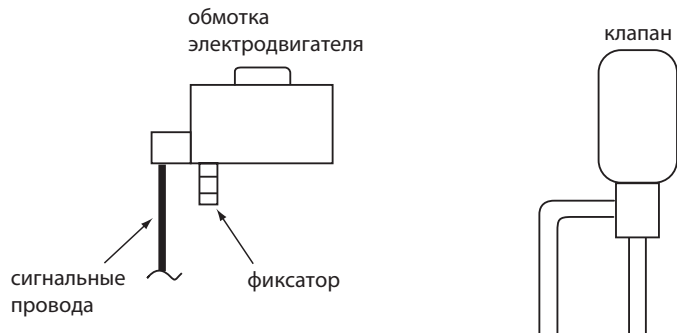 обмотка
электродвигателя
клапан
сигнальные
провода
фиксатор